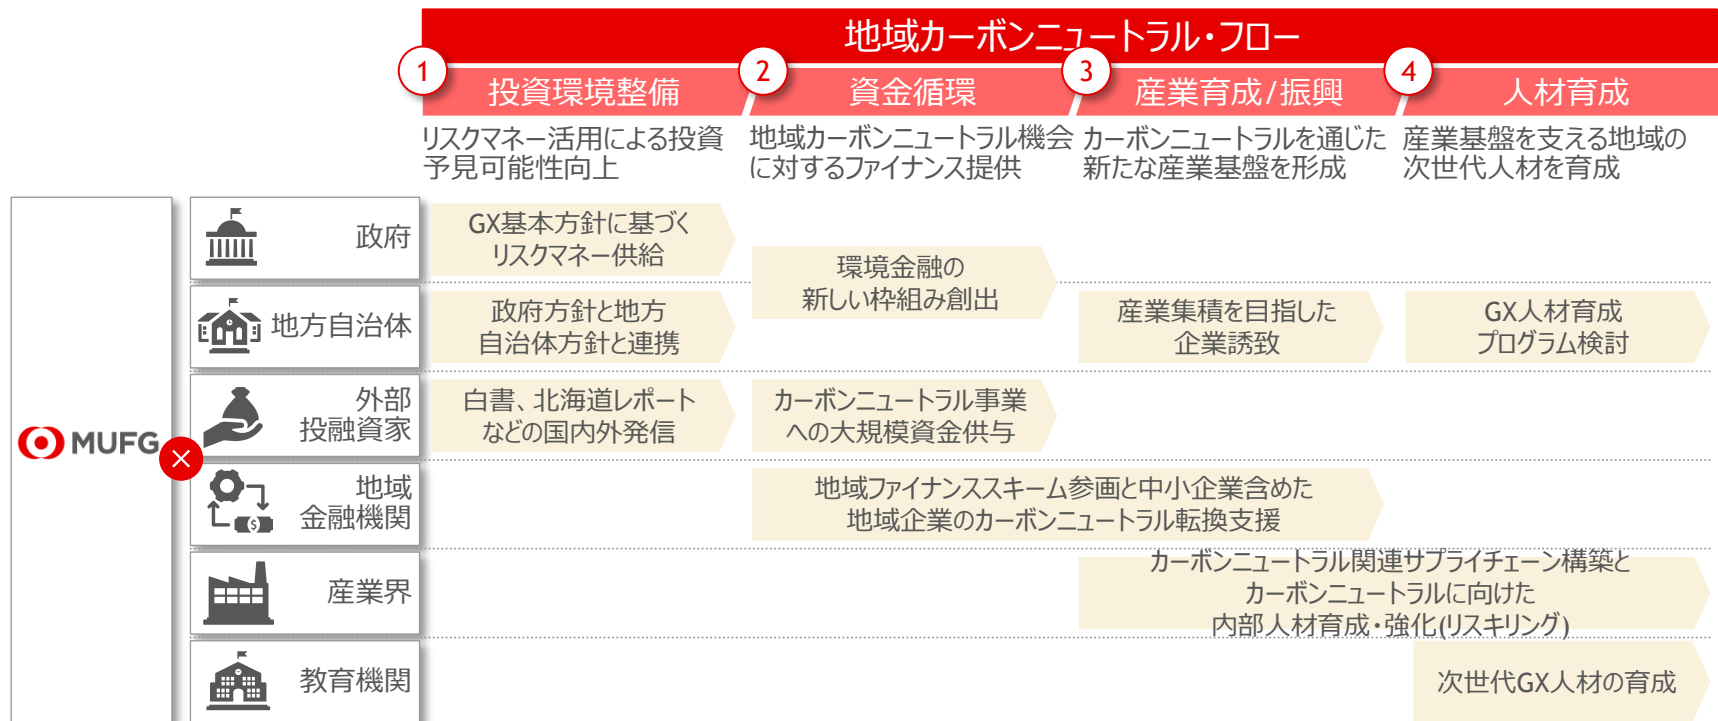 地域カーボンニュートラル・フロー
1
投資環境整備
2
資金循環
3
産業育成/振興
4
人材育成
リスクマネー活用による投資
予見可能性向上
地域カーボンニュートラル機会
に対するファイナンス提供
カーボンニュートラルを通じた
新たな産業基盤を形成
産業基盤を支える地域の
次世代人材を育成
MUFG
×
政府
GX基本方針に基づく
リスクマネー供給
環境金融の
新しい枠組み創出
地方自治体
政府方針と地方
自治体方針と連携
産業集積を目指した
企業誘致
GX人材育成
プログラム検討
外部
投融資家
白書、北海道レポート
などの国内外発信
カーボンニュートラル事業
への大規模資金供与
地域
金融機関
地域ファイナンススキーム参画と中小企業含めた
地域企業のカーボンニュートラル転換支援
産業界
カーボンニュートラル関連サプライチェーン構築と
カーボンニュートラルに向けた
内部人材育成・強化(リスキリング)
教育機関
次世代GX人材の育成